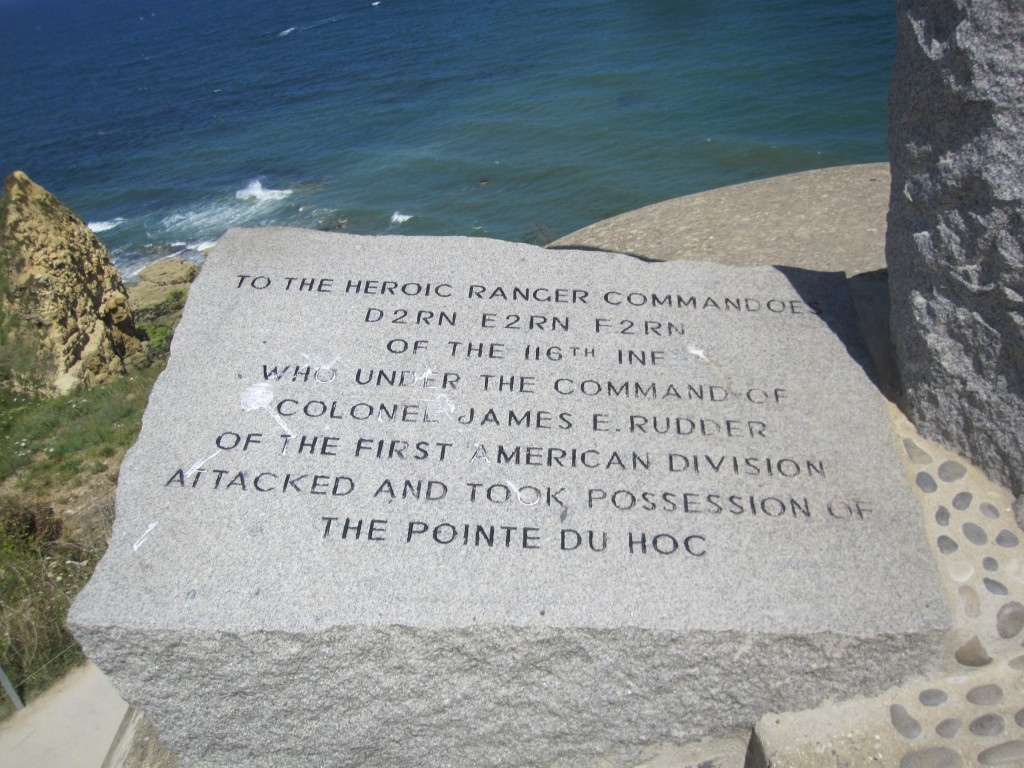 TO THE HEROIC RANGER COMMANDOES
D2RN E2RN F2RN
OF THE 116TH INF
WHO UNDER THE COMMAND OF
COLONEL JAMES E. RUDDER
OF THE FIRST AMERICAN DIVISION
ATTACKED AND TOOK POSSESSION OF
THE POINTE DU HOC